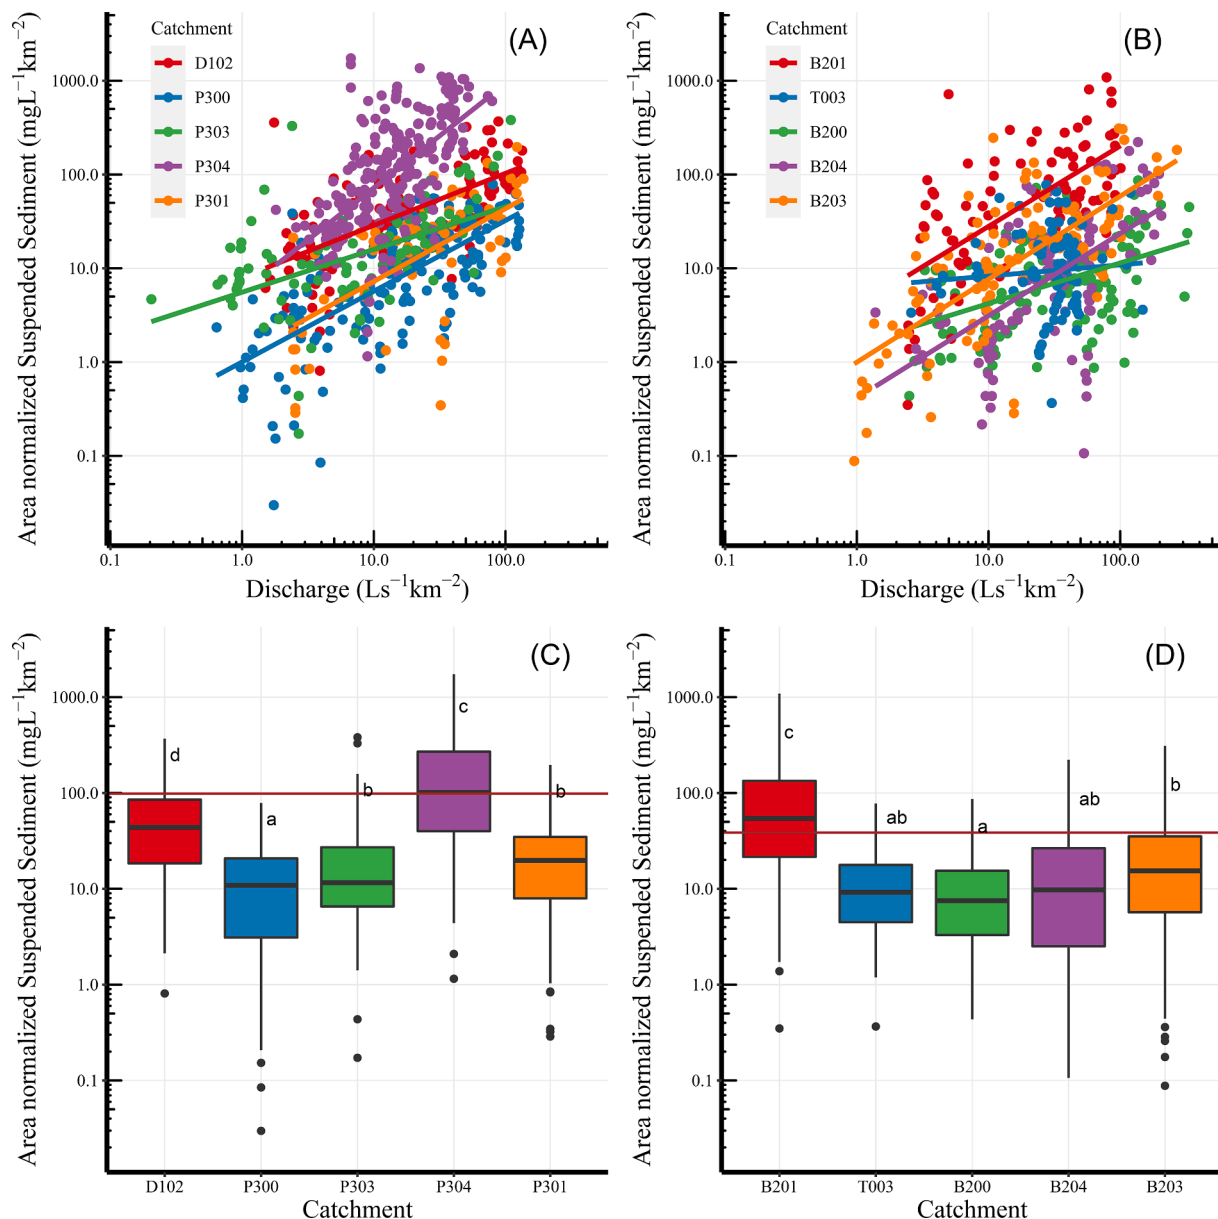 Area normalized Suspended Sediment (mgL⁻¹km⁻²)
1000.0
100.0
10.0
1.0
0.1
Catchment
D102
P300
P303
P304
P301
(A)
0.1 1.0 10.0 100.0
Discharge (Ls⁻¹km⁻²)
Area normalized Suspended Sediment (mgL⁻¹km⁻²)
1000.0
100.0
10.0
1.0
0.1
Catchment
B201
T003
B200
B204
B203
(B)
0.1 1.0 10.0 100.0
Discharge (Ls⁻¹km⁻²)
Area normalized Suspended Sediment (mgL⁻¹km⁻²)
1000.0
100.0
10.0
1.0
0.1
(C)
d a b c b
D102 P300 P303 P304 P301
Catchment
Area normalized Suspended Sediment (mgL⁻¹km⁻²)
1000.0
100.0
10.0
1.0
0.1
(D)
c ab a ab b
B201 T003 B200 B204 B203
Catchment